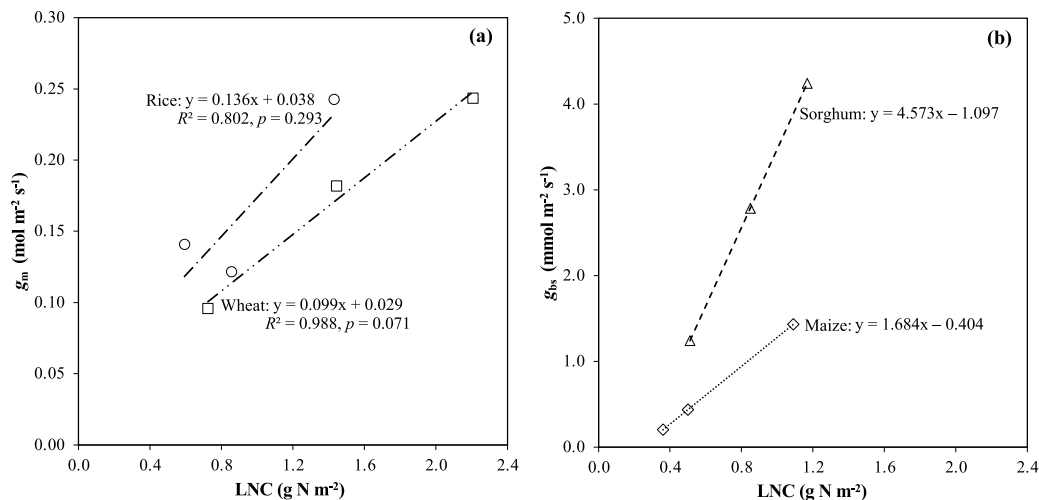 (a)
0.30
0.25
0.20
0.15
0.10
0.05
0.00
g_m (mol m⁻² s⁻¹)
Rice: y = 0.136x + 0.038
R² = 0.802, p = 0.293
Wheat: y = 0.099x + 0.029
R² = 0.988, p = 0.071
0.0 0.4 0.8 1.2 1.6 2.0 2.4
LNC (g N m⁻²)
(b)
5.0
4.0
3.0
2.0
1.0
0.0
g_bs (mmol m⁻² s⁻¹)
Sorghum: y = 4.573x – 1.097
Maize: y = 1.684x – 0.404
0.0 0.4 0.8 1.2 1.6 2.0 2.4
LNC (g N m⁻²)